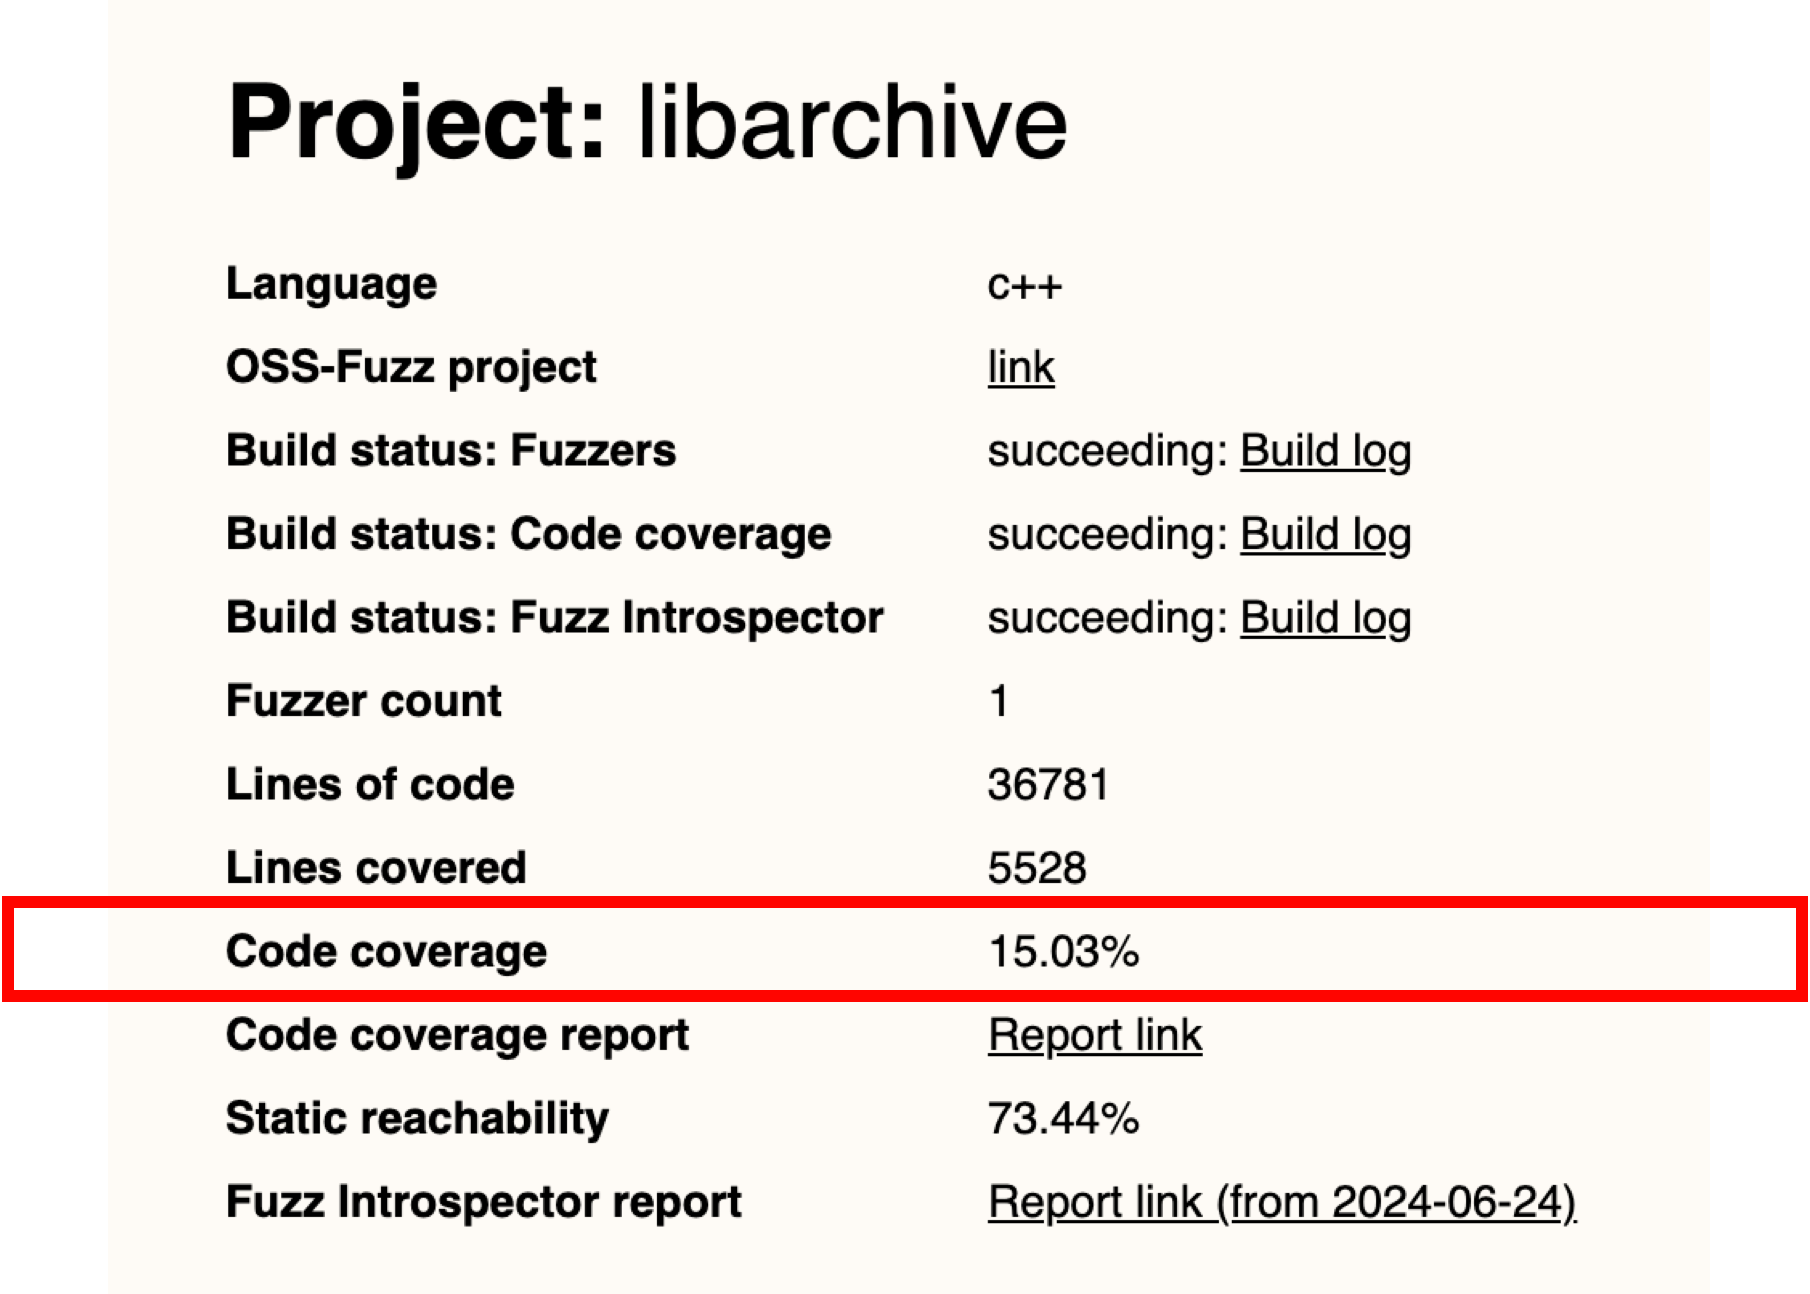 Project: libarchive
Language c++
OSS-Fuzz project link
Build status: Fuzzers succeeding: Build log
Build status: Code coverage succeeding: Build log
Build status: Fuzz Introspector succeeding: Build log
Fuzzer count 1
Lines of code 36781
Lines covered 5528
Code coverage 15.03%
Code coverage report Report link
Static reachability 73.44%
Fuzz Introspector report Report link (from 2024-06-24)